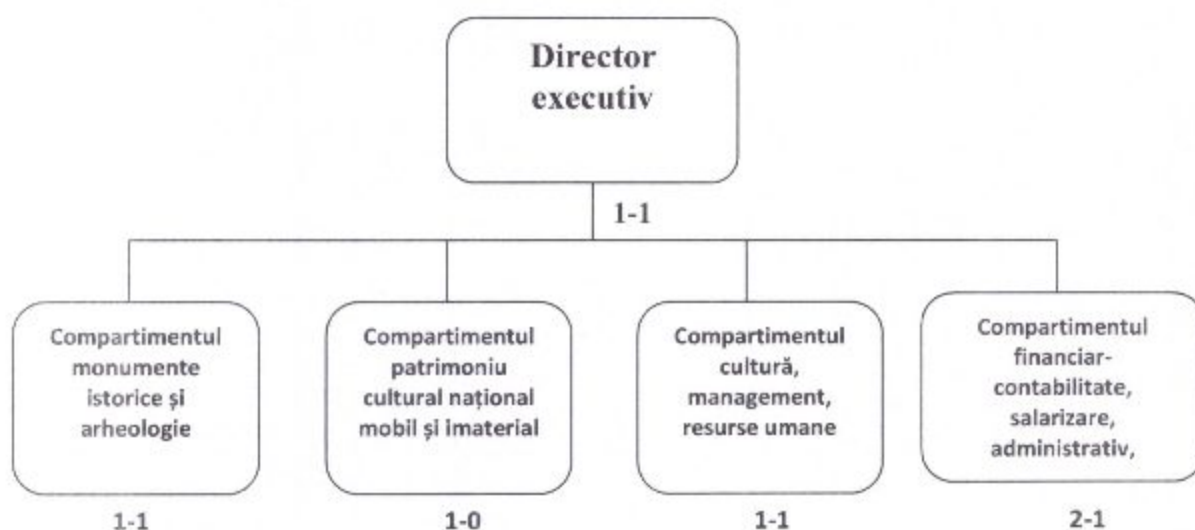 Director
executiv
1-1
Compartimentul
monumente
istorice și
arheologie
Compartimentul
patrimoniu
cultural național
mobil și imaterial
Compartimentul
cultură,
management,
resurse umane
Compartimentul
financiar-
contabilitate,
salarizare,
administrativ,
1-1
1-0
1-1
2-1